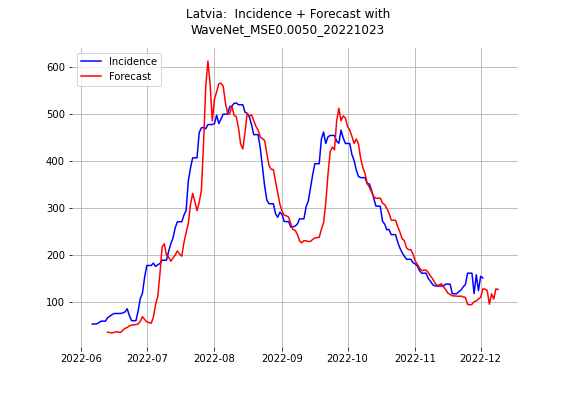 Latvia:  Incidence + Forecast with
WaveNet_MSE0.0050_20221023
Incidence
Forecast
600
500
400
300
200
100
2022-06 2022-07 2022-08 2022-09 2022-10 2022-11 2022-12